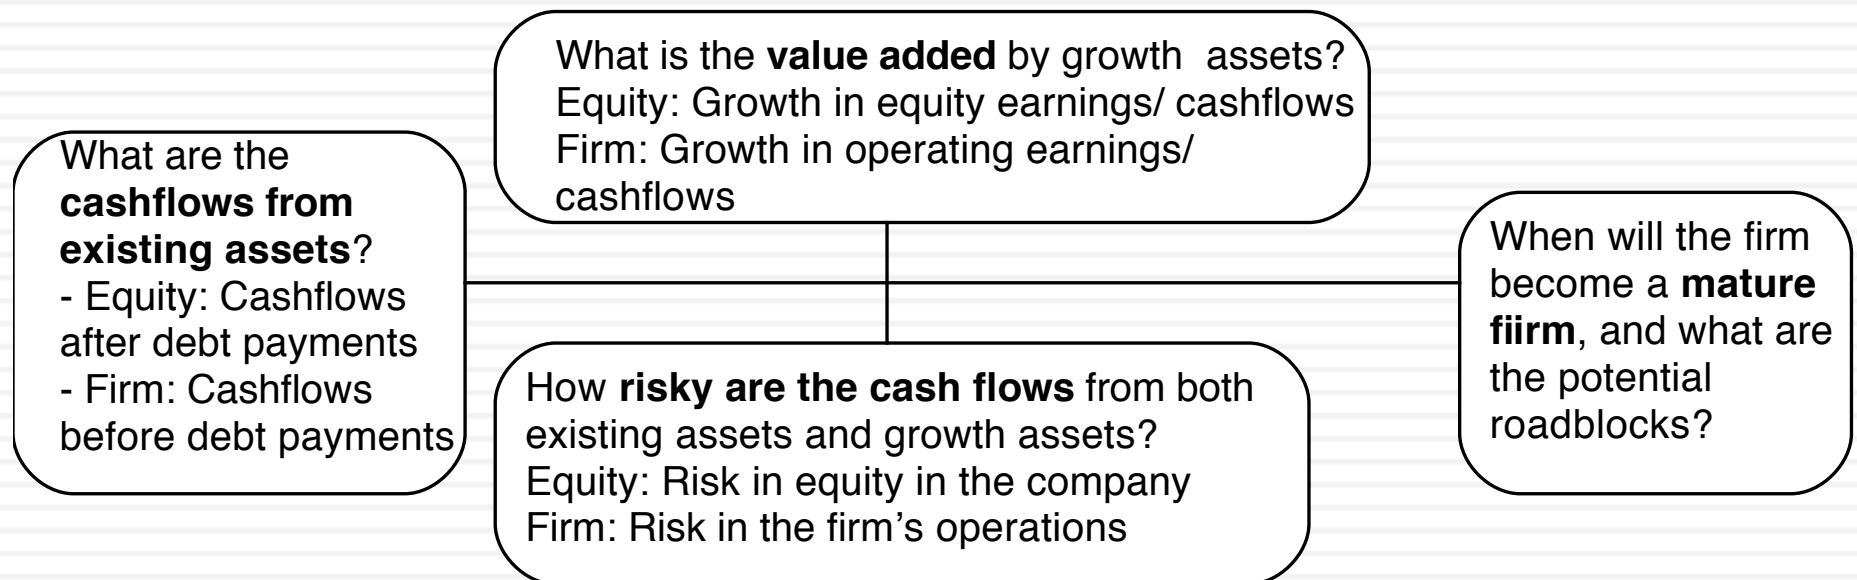 What is the value added by growth assets?
Equity: Growth in equity earnings/ cashflows
Firm: Growth in operating earnings/
cashflows
What are the
cashflows from
existing assets?
- Equity: Cashflows
after debt payments
- Firm: Cashflows
before debt payments
When will the firm
become a mature
fiirm, and what are
the potential
roadblocks?
How risky are the cash flows from both
existing assets and growth assets?
Equity: Risk in equity in the company
Firm: Risk in the firm’s operations